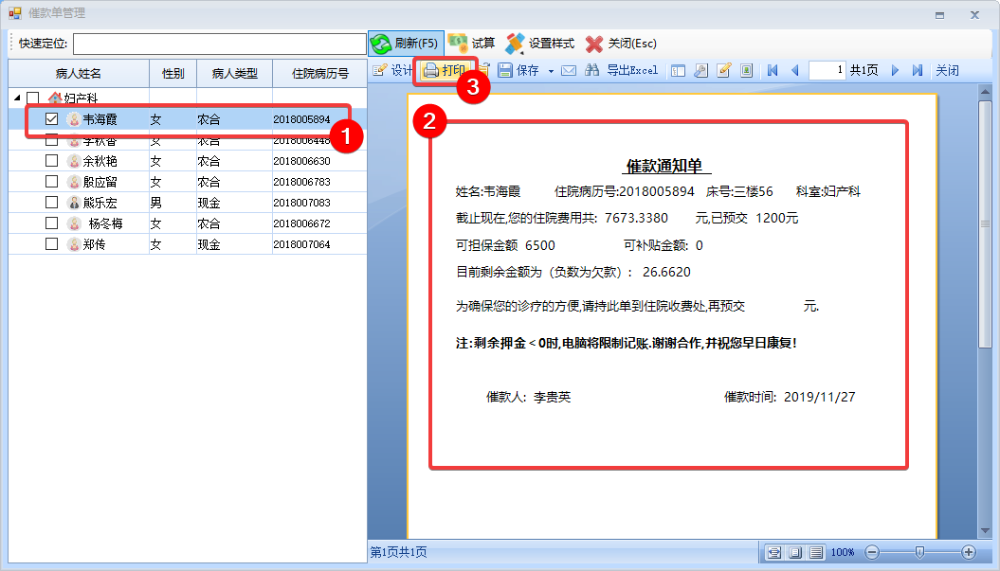 催款单管理
快速定位: 刷新(F5) 试算 设置样式 关闭(Esc)
设计 打印 保存 导出Excel 1 共1页 关闭
3
病人姓名 性别 病人类型 住院病历号
妇产科
韦海霞 女 农合 2018005894
1
李秋香 女 农合 2018006448
余秋艳 女 农合 2018006630
殷应留 女 农合 2018006783
熊乐宏 男 现金 2018007083
杨冬梅 女 农合 2018006672
郑传 女 现金 2018007064
2
催款通知单
姓名:韦海霞 住院病历号:2018005894 床号:三楼56 科室:妇产科
截止现在,您的住院费用共: 7673.3380 元,已预交 1200元
可担保金额 6500 可补贴金额: 0
目前剩余金额为（负数为欠款）: 26.6620
为确保您的诊疗的方便,请持此单到住院收费处,再预交 元.
注:剩余押金<0时,电脑将限制记账.谢谢合作,并祝您早日康复!
催款人: 李贵英 催款时间: 2019/11/27
第1页共1页 100%